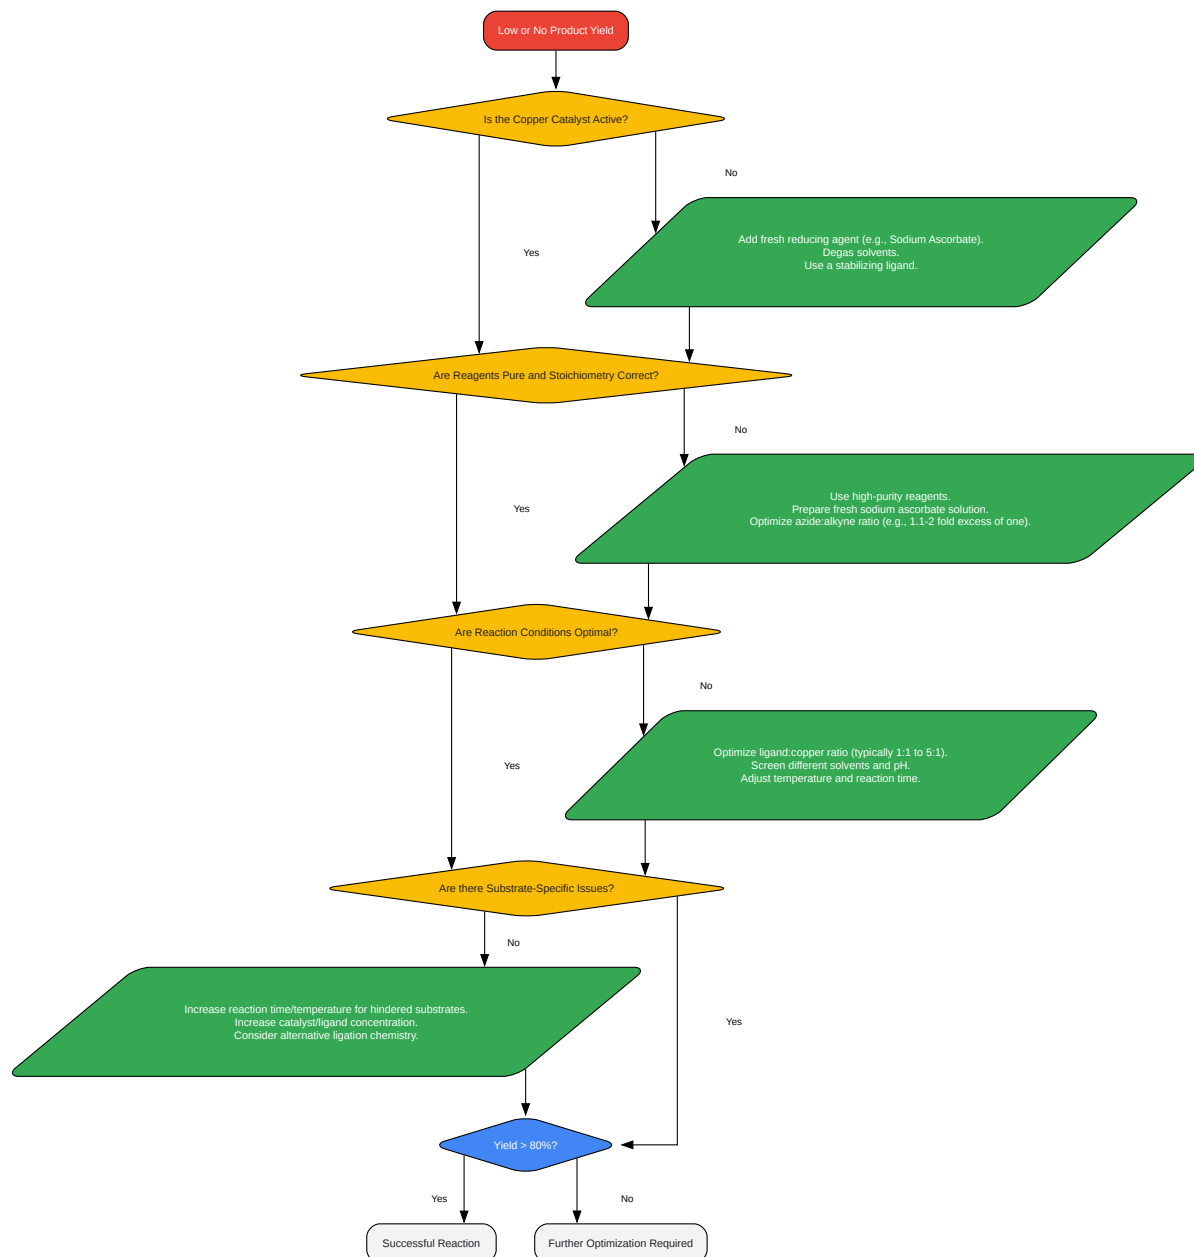 Low or No Product Yield
Is the Copper Catalyst Active?
No
Yes
Add fresh reducing agent (e.g., Sodium Ascorbate).
Degas solvents.
Use a stabilizing ligand.
Are Reagents Pure and Stoichiometry Correct?
No
Yes
Use high-purity reagents.
Prepare fresh sodium ascorbate solution.
Optimize azide:alkyne ratio (e.g., 1.1-2 fold excess of one).
Are Reaction Conditions Optimal?
No
Yes
Optimize ligand:copper ratio (typically 1:1 to 5:1).
Screen different solvents and pH.
Adjust temperature and reaction time.
Are there Substrate-Specific Issues?
No
Yes
Increase reaction time/temperature for hindered substrates.
Increase catalyst/ligand concentration.
Consider alternative ligation chemistry.
Yield > 80%?
Yes
No
Successful Reaction
Further Optimization Required